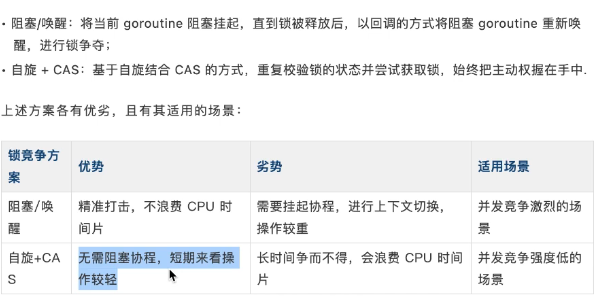 • 阻塞/唤醒：将当前 goroutine 阻塞挂起，直到锁被释放后，以回调的方式将阻塞 goroutine 重新唤
醒，进行锁争夺；
• 自旋 + CAS：基于自旋结合 CAS 的方式，重复校验锁的状态并尝试获取锁，始终把主动权握在手中.
上述方案各有优劣，且有其适用的场景：
锁竞争方
案
优势
劣势
适用场景
阻塞/唤
醒
精准打击，不浪费 CPU 时
间片
需要挂起协程，进行上下文切换，
操作较重
并发竞争激烈的场
景
自旋+CA
S
无需阻塞协程，短期来看操
作较轻
长时间争而不得，会浪费 CPU 时间
片
并发竞争强度低的
场景